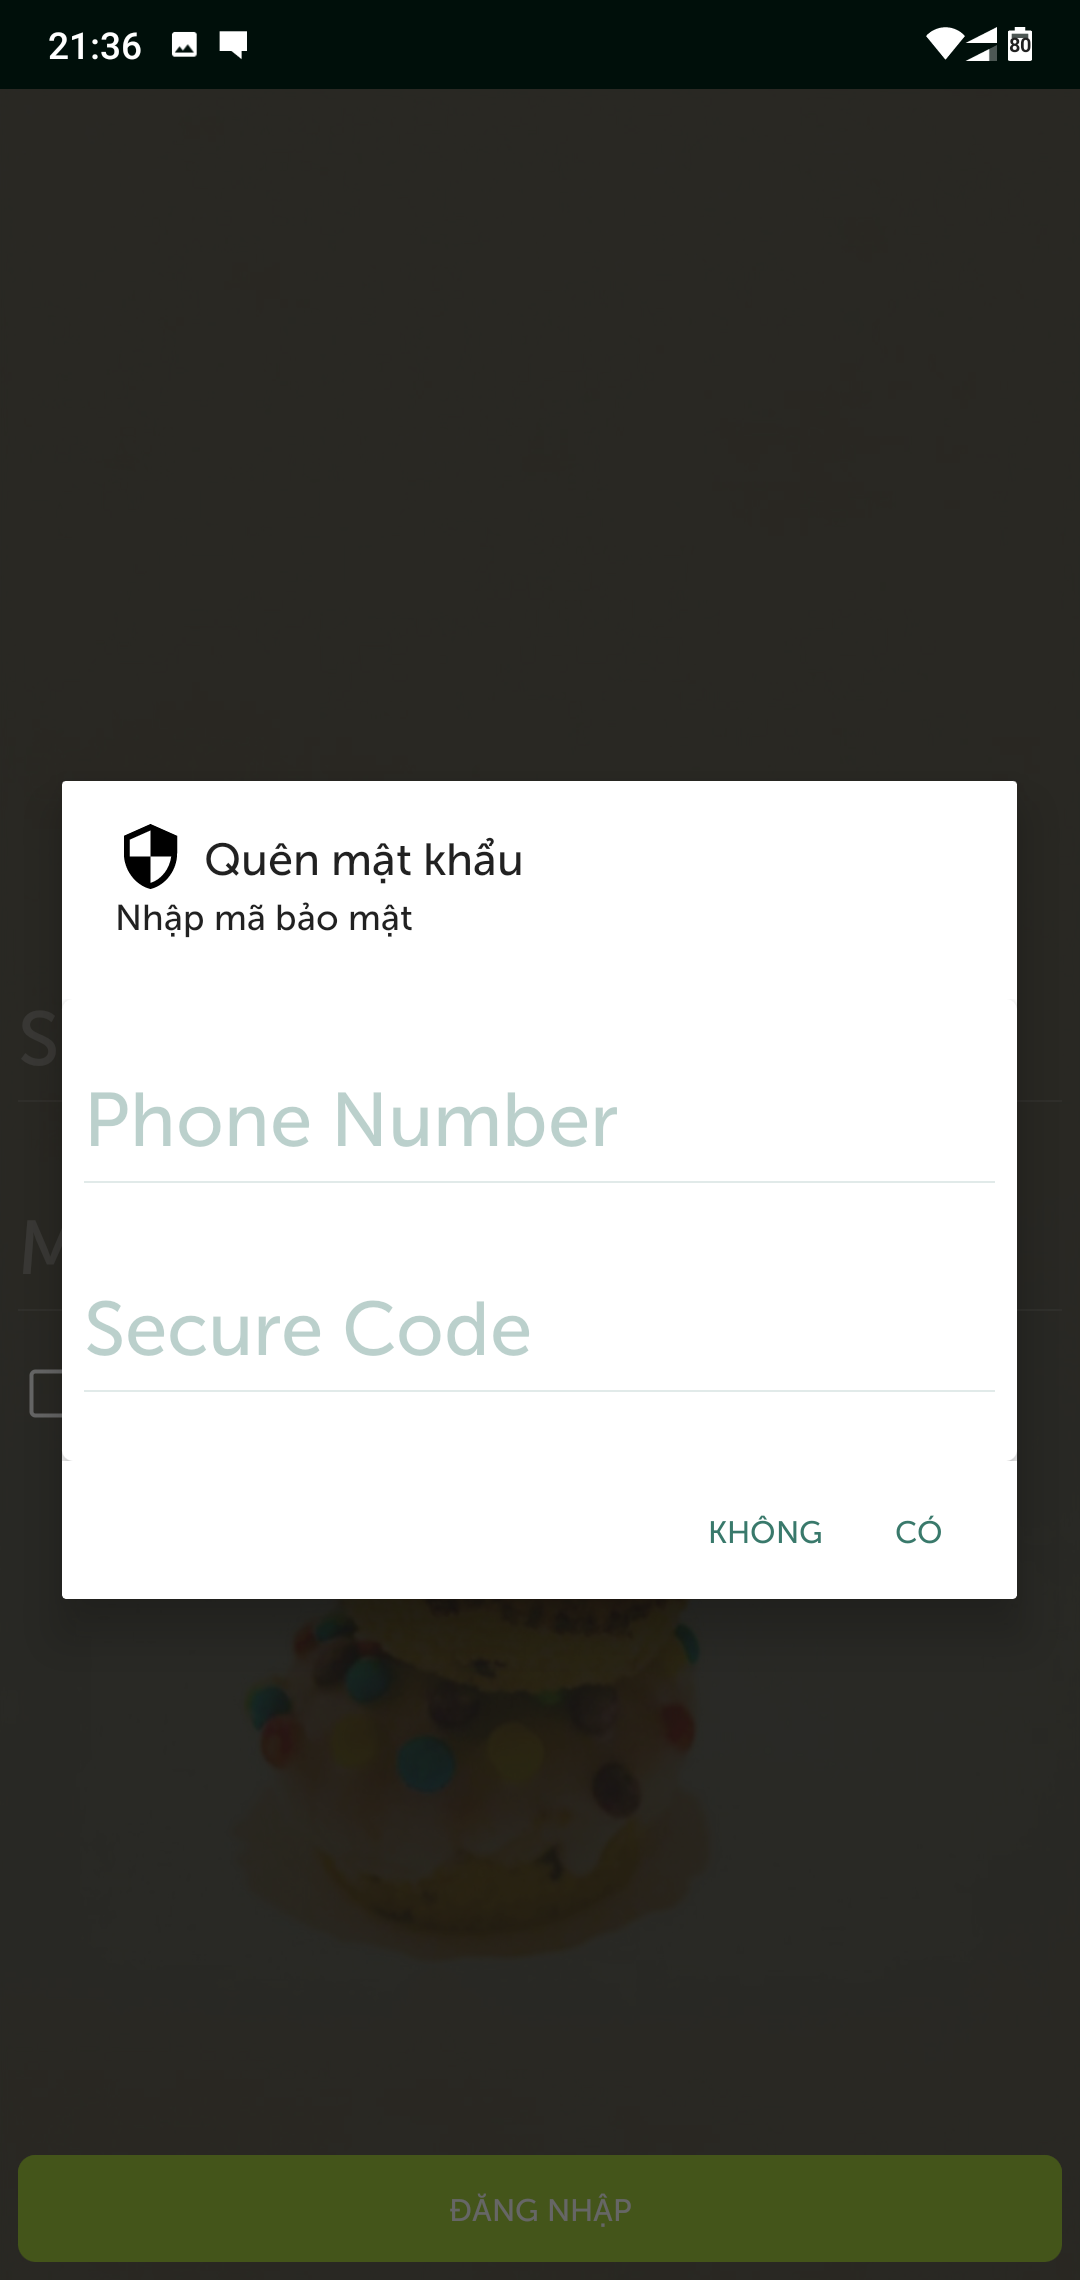 21:36
80
Quên mật khẩu
Nhập mã bảo mật
S
Phone Number
M
Secure Code
KHÔNG CÓ
ĐĂNG NHẬP